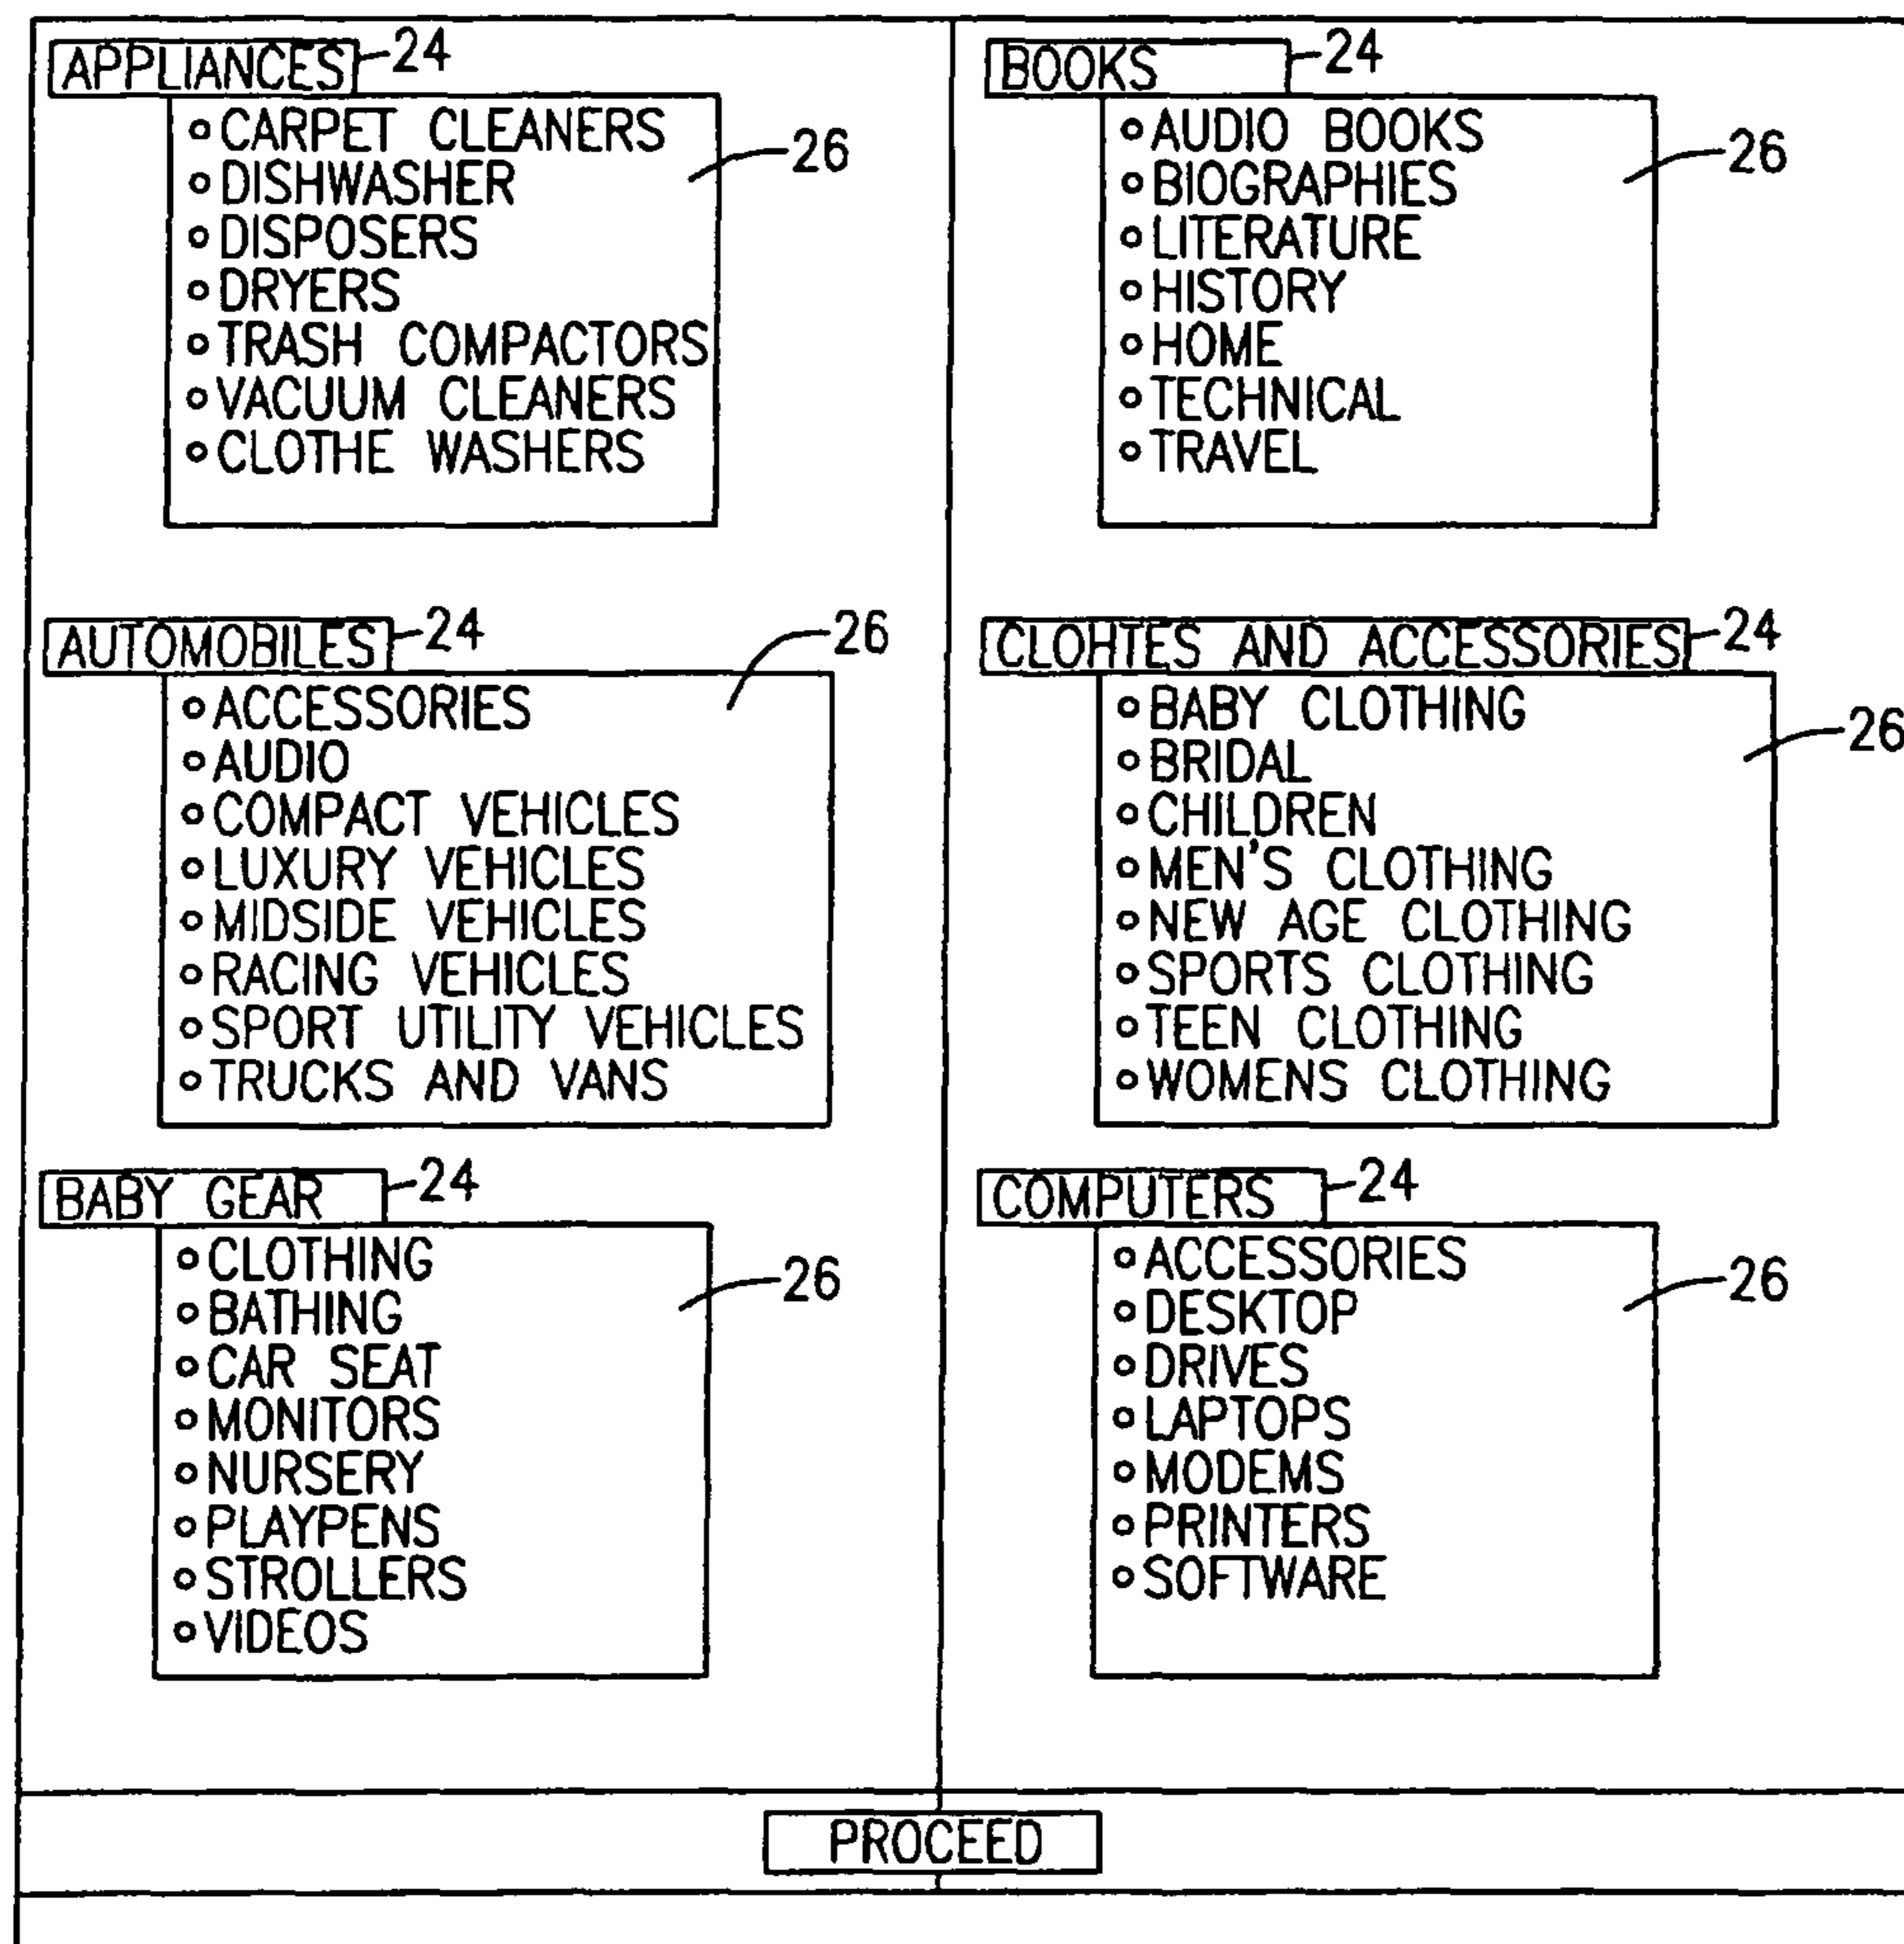 APPLIANCES 24
CARPET CLEANERS
DISHWASHER
DISPOSERS
DRYERS
TRASH COMPACTORS
VACUUM CLEANERS
CLOTHE WASHERS
26
AUTOMOBILES 24
ACCESSORIES
AUDIO
COMPACT VEHICLES
LUXURY VEHICLES
MIDSIDE VEHICLES
RACING VEHICLES
SPORT UTILITY VEHICLES
TRUCKS AND VANS
26
BABY GEAR 24
CLOTHING
BATHING
CAR SEAT
MONITORS
NURSERY
PLAYPENS
STROLLERS
VIDEOS
26
BOOKS 24
AUDIO BOOKS
BIOGRAPHIES
LITERATURE
HISTORY
HOME
TECHNICAL
TRAVEL
26
CLOHTES AND ACCESSORIES 24
BABY CLOTHING
BRIDAL
CHILDREN
MEN'S CLOTHING
NEW AGE CLOTHING
SPORTS CLOTHING
TEEN CLOTHING
WOMENS CLOTHING
26
COMPUTERS 24
ACCESSORIES
DESKTOP
DRIVES
LAPTOPS
MODEMS
PRINTERS
SOFTWARE
26
PROCEED